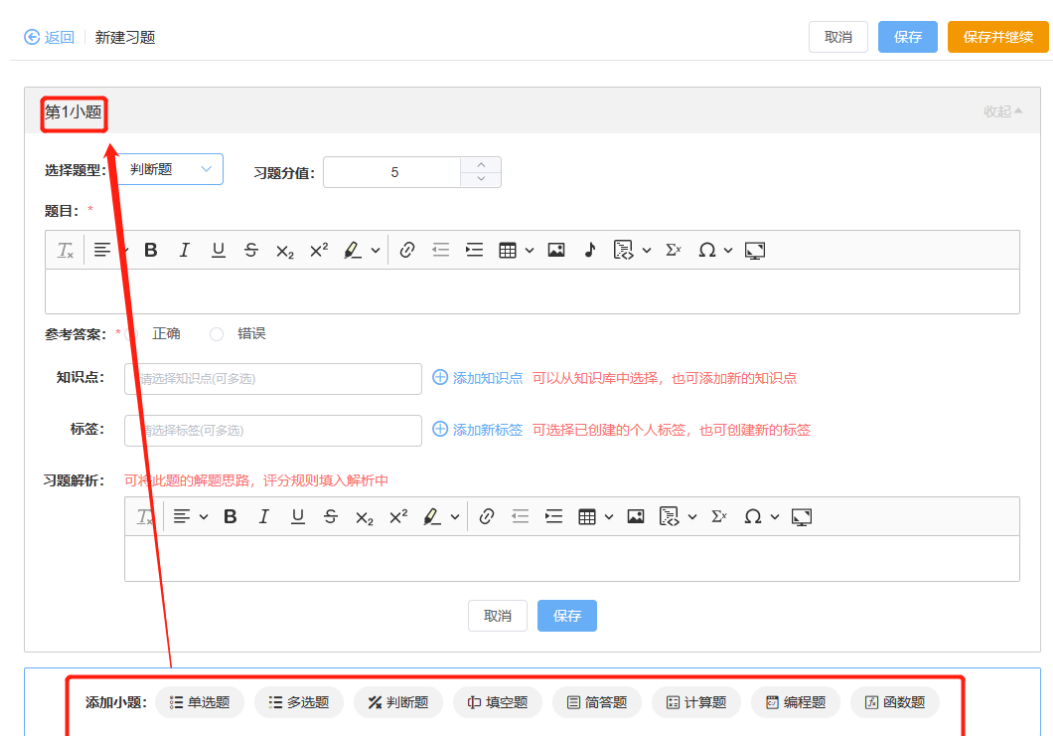 返回 新建习题 取消 保存 保存并继续
第1小题 收起
选择题型： 判断题 习题分值： 5
题目： *
参考答案： * 正确 错误
知识点： 请选择知识点(可多选) 添加知识点 可以从知识库中选择，也可添加新的知识点
标签： 请选择标签(可多选) 添加新标签 可选择已创建的个人标签，也可创建新的标签
习题解析： 可将此题的解题思路，评分规则填入解析中
取消 保存
添加小题： 单选题 多选题 判断题 填空题 简答题 计算题 编程题 函数题